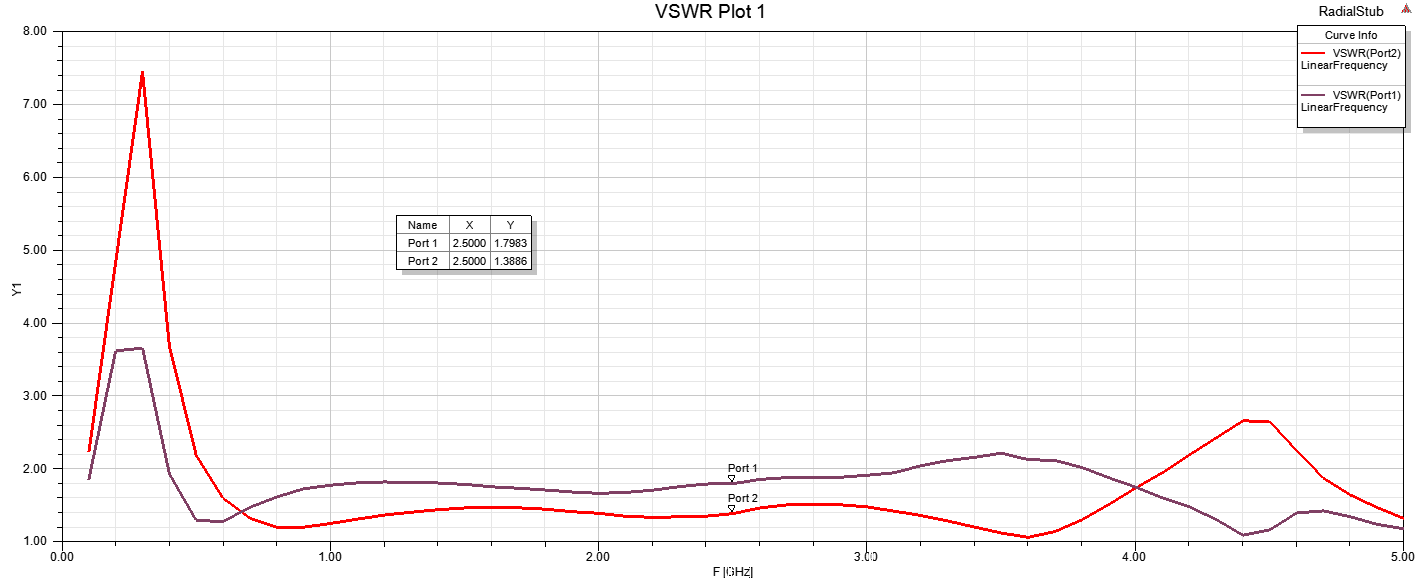 VSWR Plot 1
RadialStub
Curve Info
VSWR(Port2)
LinearFrequency
VSWR(Port1)
LinearFrequency
8.00
7.00
6.00
5.00
4.00
3.00
2.00
1.00
Y1
Name X Y
Port 1 2.5000 1.7983
Port 2 2.5000 1.3886
Port 1
Port 2
0.00 1.00 2.00 3.00 4.00 5.00
F [GHz]